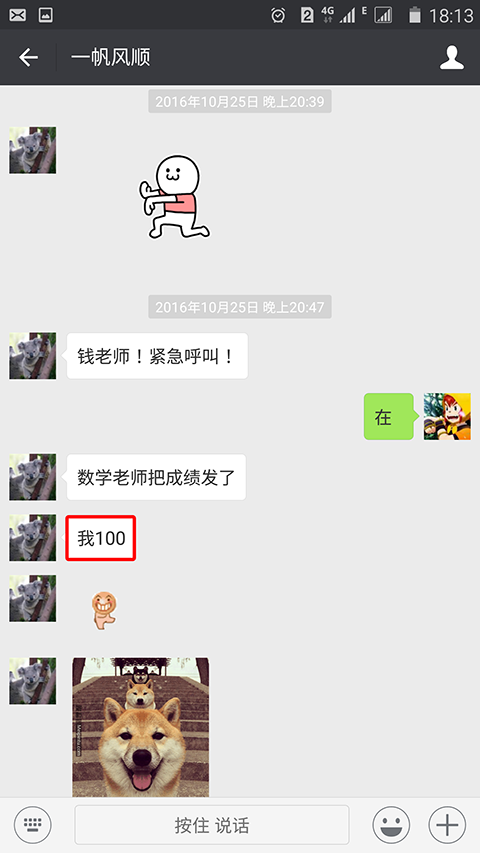 2 4G E 18:13
一帆风顺
2016年10月25日 晚上20:39
2016年10月25日 晚上20:47
钱老师！紧急呼叫！
在
数学老师把成绩发了
我100
按住 说话